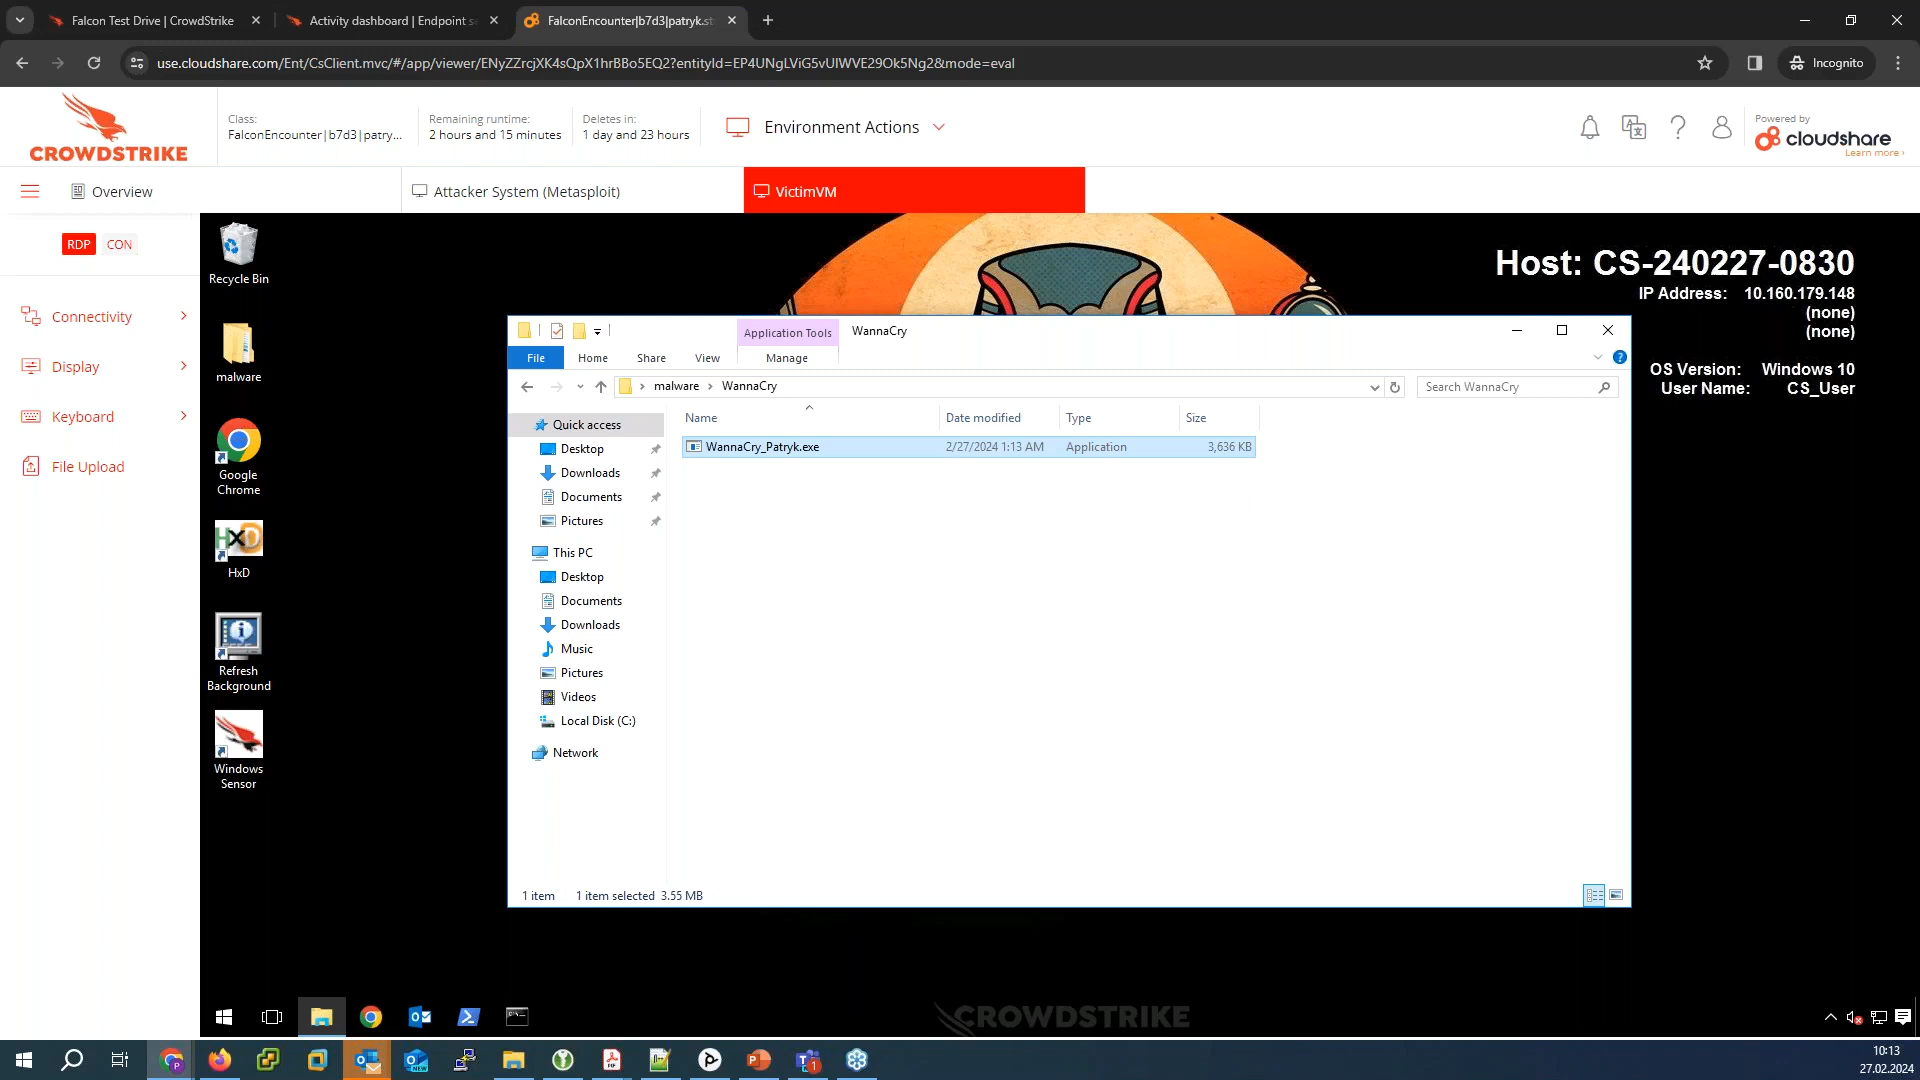 Falcon Test Drive | CrowdStrike
Activity dashboard | Endpoint se
FalconEncounter|b7d3|patryk.st
use.cloudshare.com/Ent/CsClient.mvc/#/app/viewer/ENyZZrcjXK4sQpX1hrBBo5EQ2?entityId=EP4UNgLViG5vUIWVE29Ok5Ng2&mode=eval
Incognito
CROWDSTRIKE
Class:
FalconEncounter|b7d3|patry...
Remaining runtime:
2 hours and 15 minutes
Deletes in:
1 day and 23 hours
Environment Actions
Powered by
cloudshare
Learn more ›
Overview
Attacker System (Metasploit)
VictimVM
RDP
CON
Connectivity
Display
Keyboard
File Upload
Recycle Bin
malware
Google
Chrome
HxD
Refresh
Background
Windows
Sensor
Host: CS-240227-0830
IP Address: 10.160.179.148
(none)
(none)
OS Version: Windows 10
User Name: CS_User
Application Tools
WannaCry
File
Home
Share
View
Manage
malware
WannaCry
Search WannaCry
Name
Date modified
Type
Size
WannaCry_Patryk.exe
2/27/2024 1:13 AM
Application
3,636 KB
Quick access
Desktop
Downloads
Documents
Pictures
This PC
Desktop
Documents
Downloads
Music
Pictures
Videos
Local Disk (C:)
Network
1 item
1 item selected 3.55 MB
CROWDSTRIKE
10:13
27.02.2024